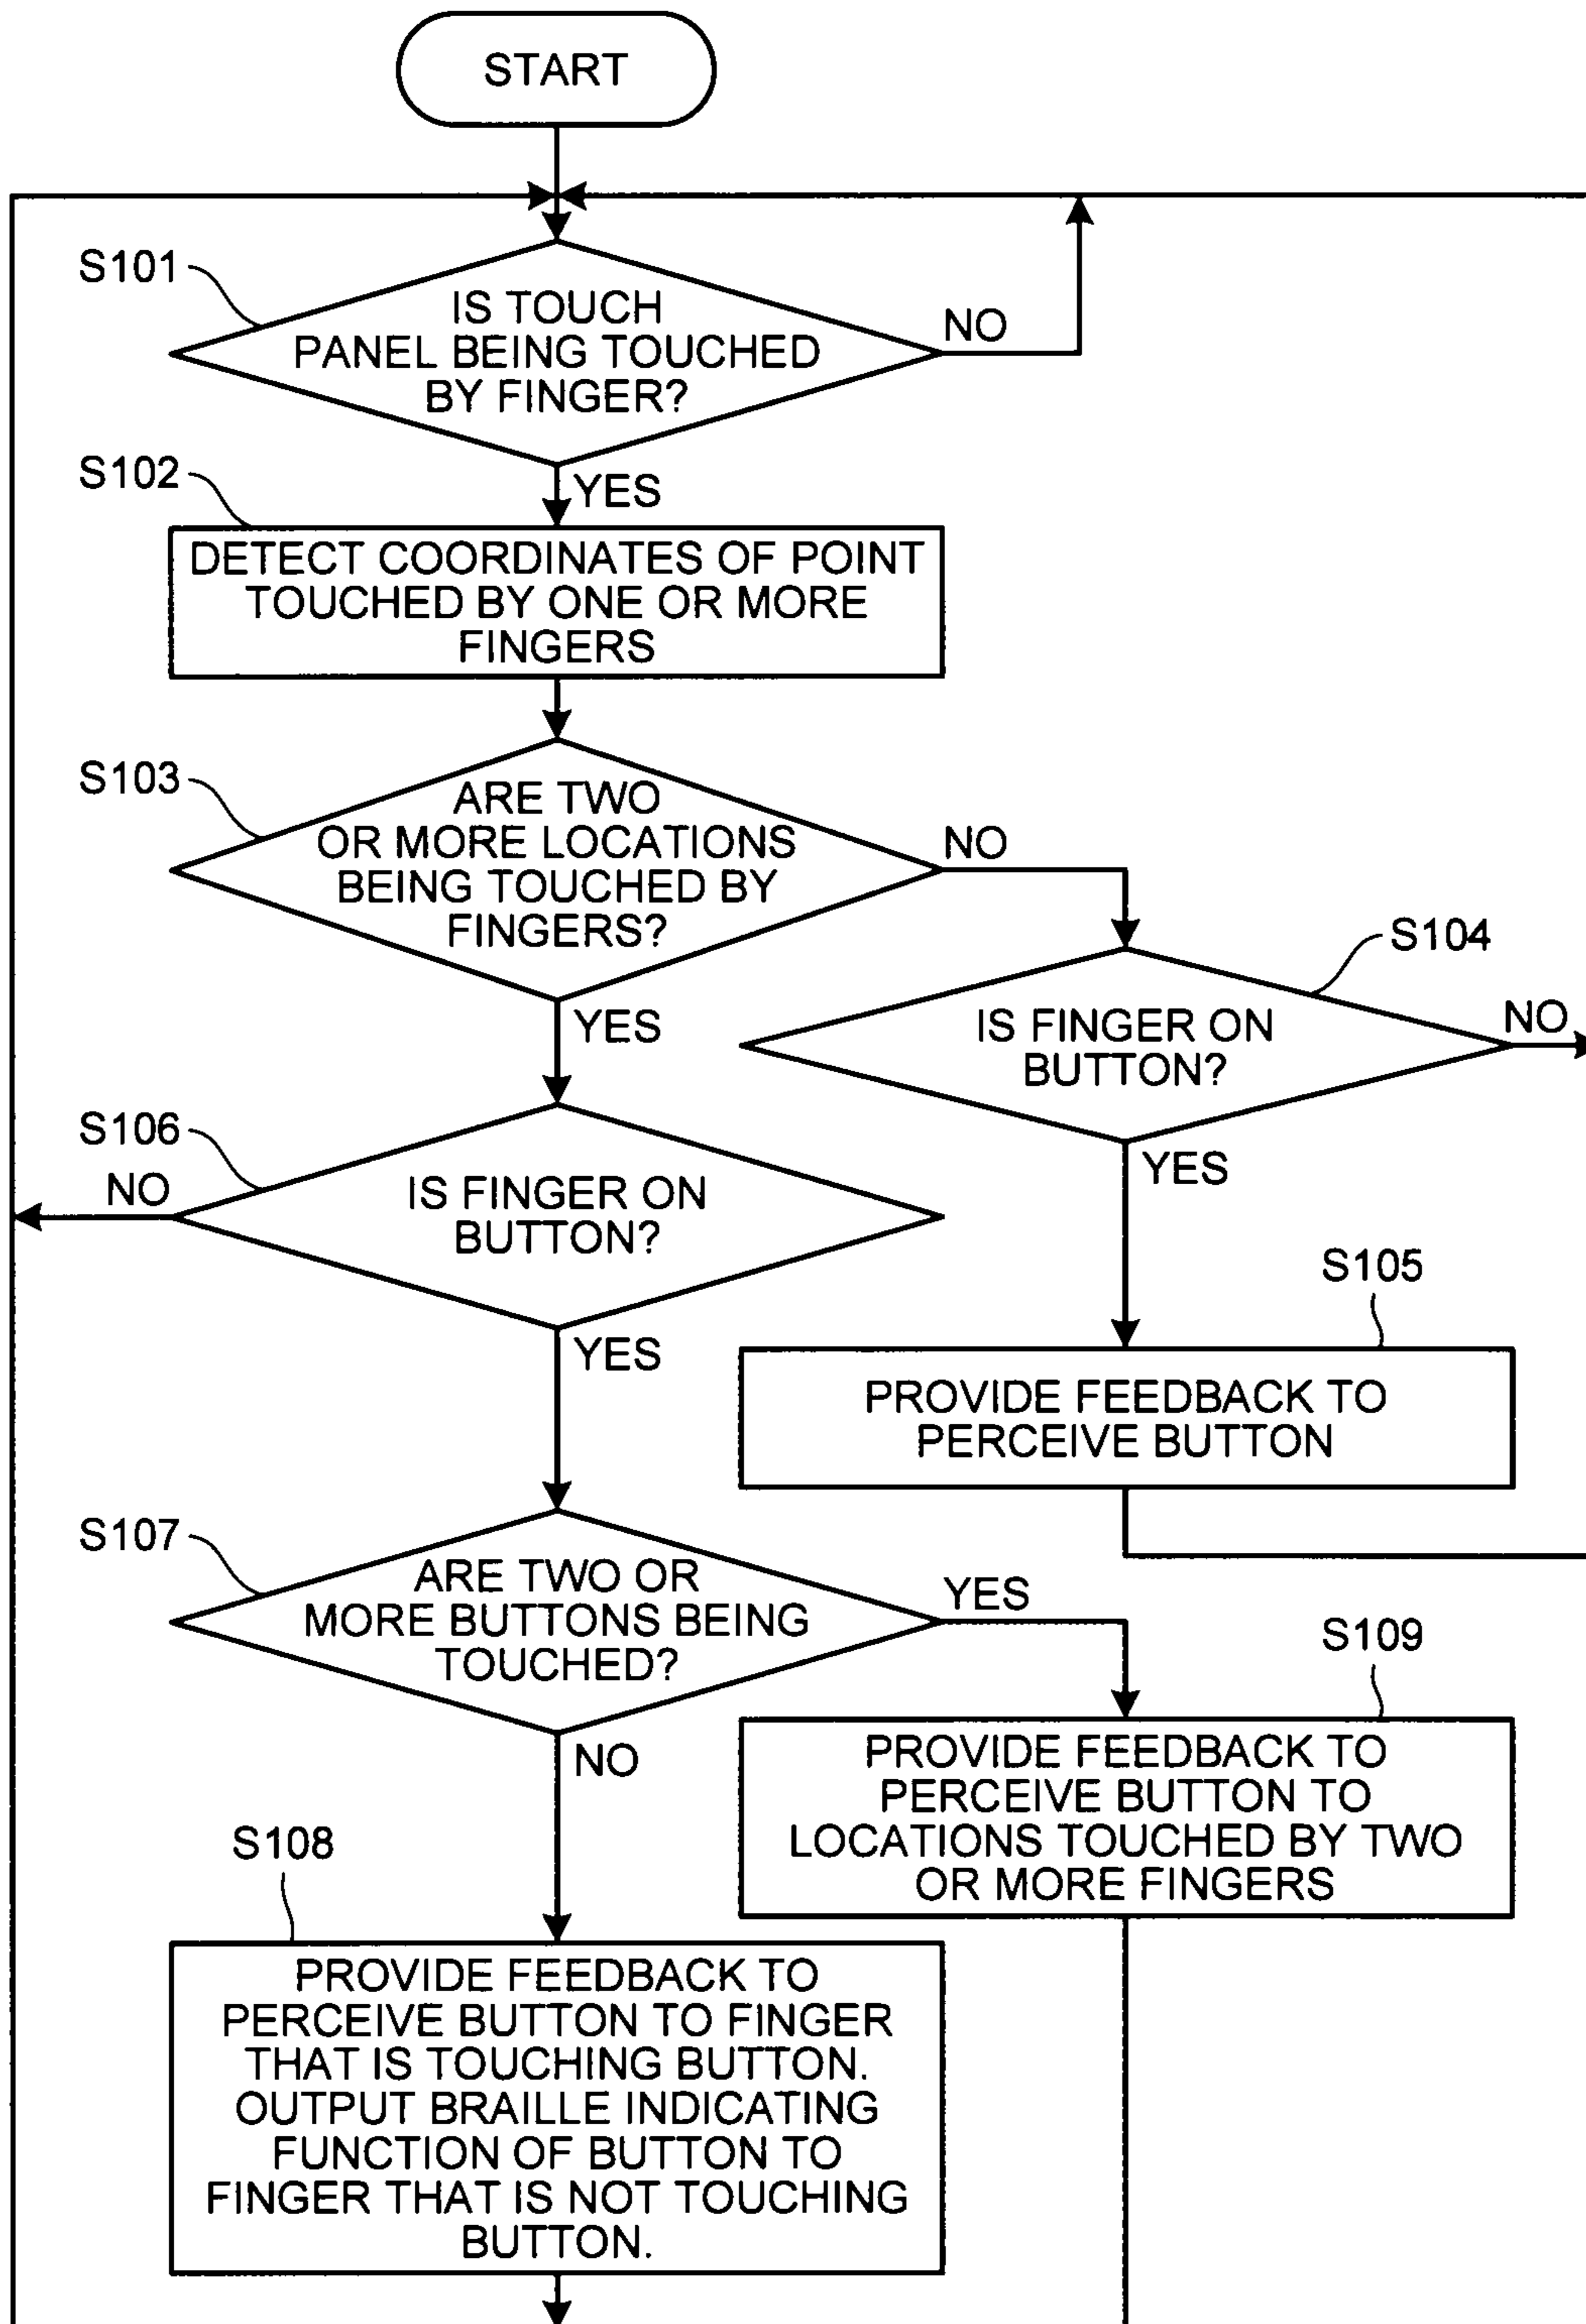 START
S101
IS TOUCH
PANEL BEING TOUCHED
BY FINGER?
NO
YES
S102
DETECT COORDINATES OF POINT
TOUCHED BY ONE OR MORE
FINGERS
S103
ARE TWO
OR MORE LOCATIONS
BEING TOUCHED BY
FINGERS?
NO
YES
S104
IS FINGER ON
BUTTON?
NO
YES
S106
IS FINGER ON
BUTTON?
NO
YES
S105
PROVIDE FEEDBACK TO
PERCEIVE BUTTON
S107
ARE TWO OR
MORE BUTTONS BEING
TOUCHED?
YES
NO
S109
PROVIDE FEEDBACK TO
PERCEIVE BUTTON TO
LOCATIONS TOUCHED BY TWO
OR MORE FINGERS
S108
PROVIDE FEEDBACK TO
PERCEIVE BUTTON TO FINGER
THAT IS TOUCHING BUTTON.
OUTPUT BRAILLE INDICATING
FUNCTION OF BUTTON TO
FINGER THAT IS NOT TOUCHING
BUTTON.